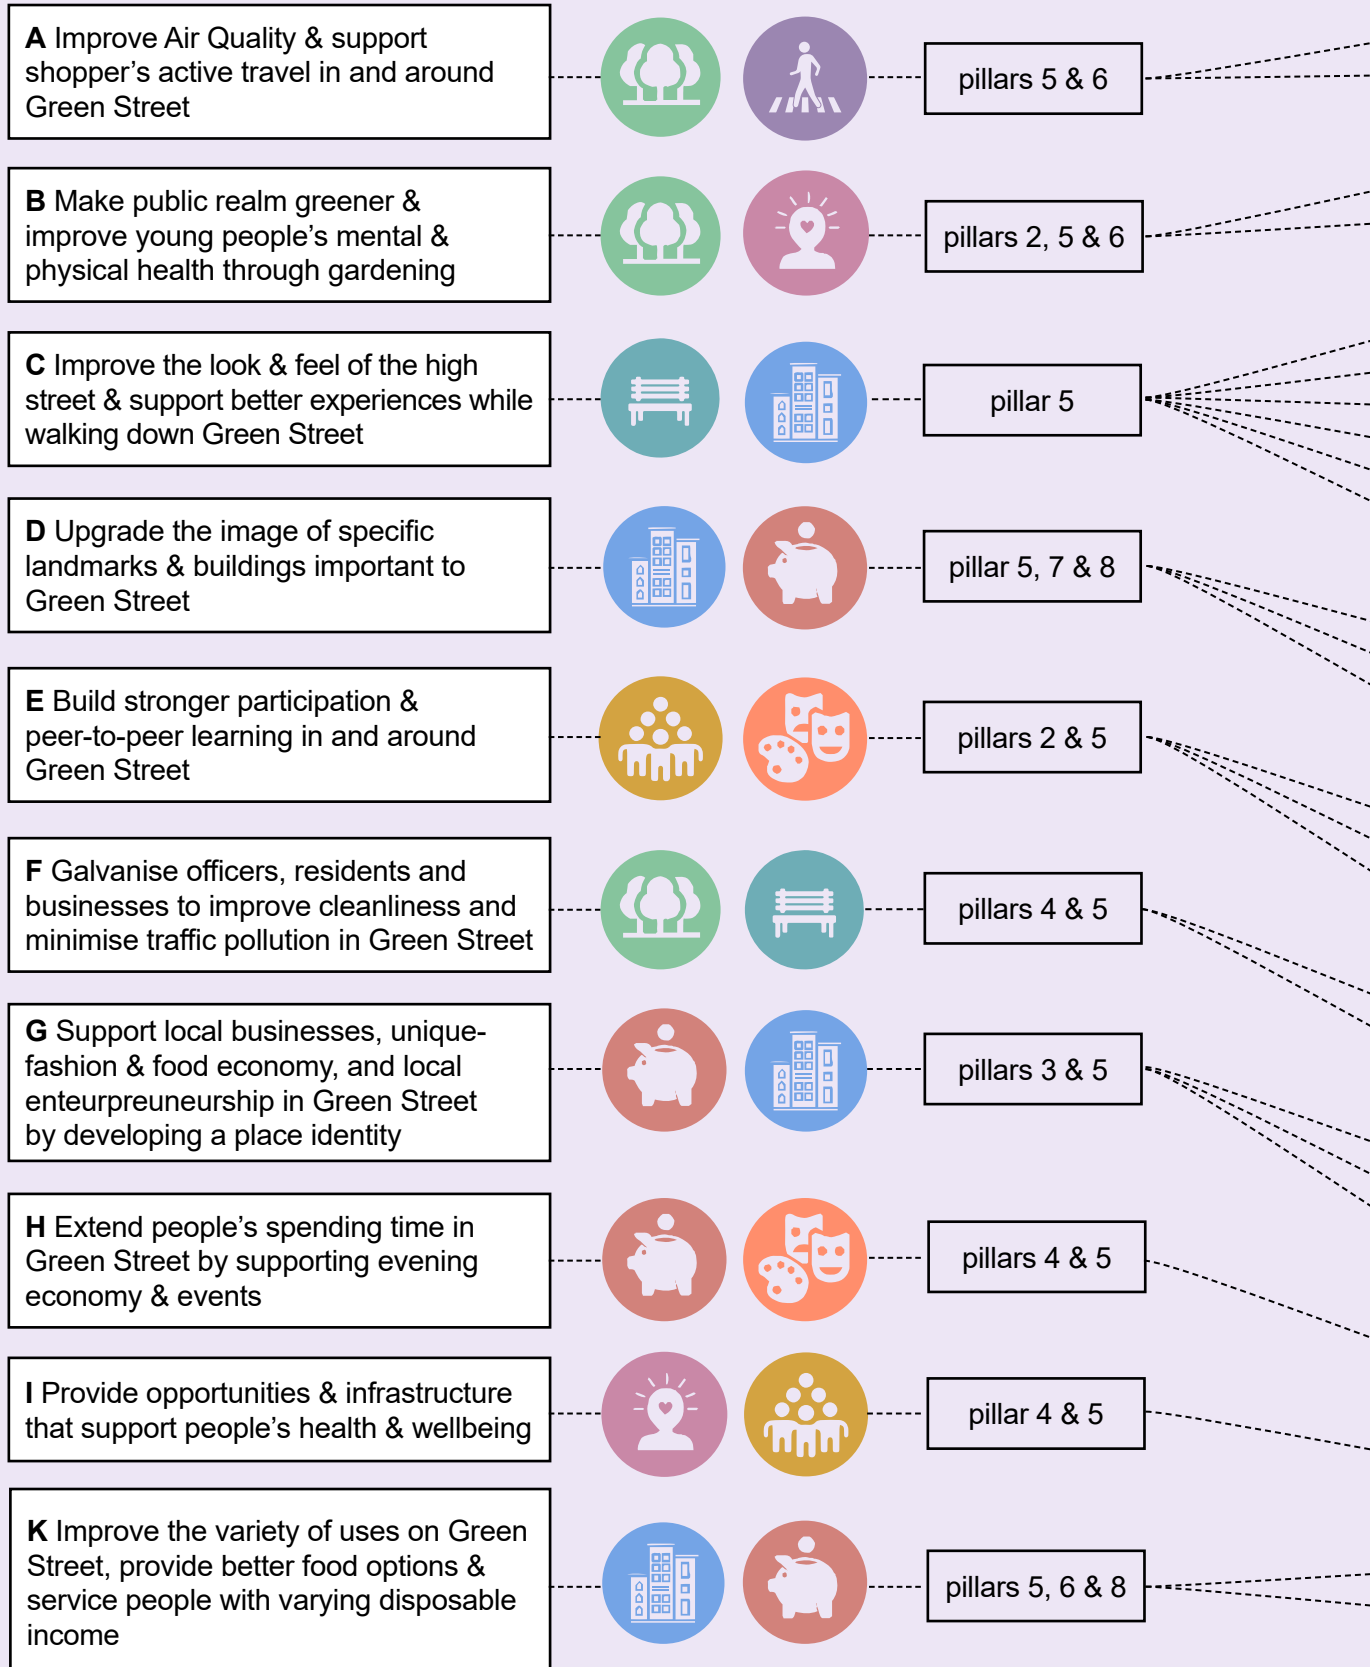 A Improve Air Quality & support
shopper’s active travel in and around
Green Street
pillars 5 & 6
B Make public realm greener &
improve young people’s mental &
physical health through gardening
pillars 2, 5 & 6
C Improve the look & feel of the high
street & support better experiences while
walking down Green Street
pillar 5
D Upgrade the image of specific
landmarks & buildings important to
Green Street
pillar 5, 7 & 8
E Build stronger participation &
peer-to-peer learning in and around
Green Street
pillars 2 & 5
F Galvanise officers, residents and
businesses to improve cleanliness and
minimise traffic pollution in Green Street
pillars 4 & 5
G Support local businesses, unique-
fashion & food economy, and local
enteurpreuneurship in Green Street
by developing a place identity
pillars 3 & 5
H Extend people’s spending time in
Green Street by supporting evening
economy & events
pillars 4 & 5
I Provide opportunities & infrastructure
that support people’s health & wellbeing
pillar 4 & 5
K Improve the variety of uses on Green
Street, provide better food options &
service people with varying disposable
income
pillars 5, 6 & 8